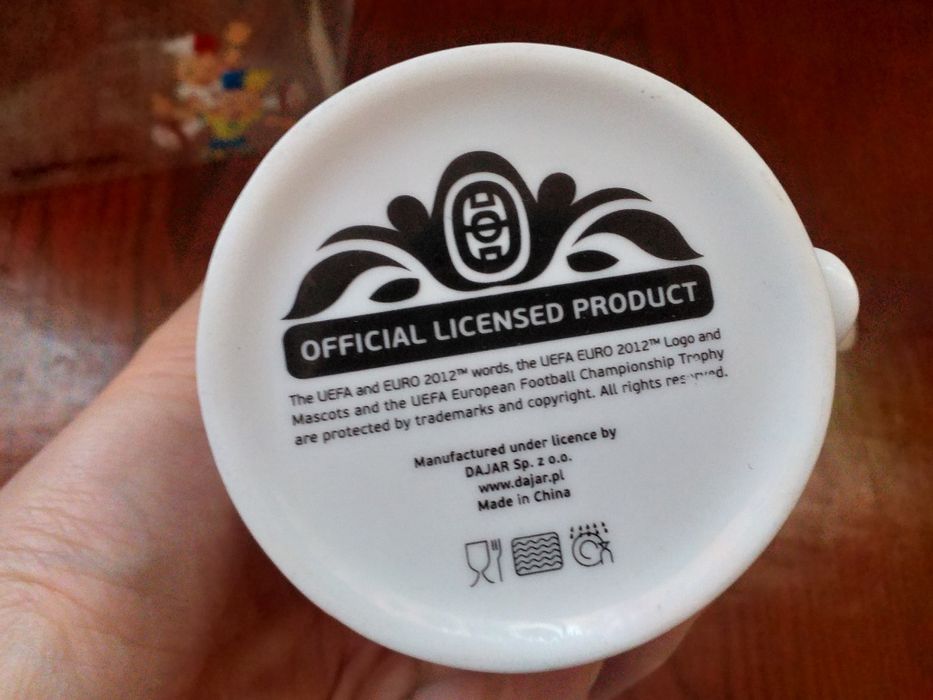 OFFICIAL LICENSED PRODUCT
The UEFA and EURO 2012™ words, the UEFA EURO 2012™ Logo and
Mascots and the UEFA European Football Championship Trophy
are protected by trademarks and copyright. All rights reserved.
Manufactured under licence by
DAJAR Sp. z o.o.
www.dajar.pl
Made in China